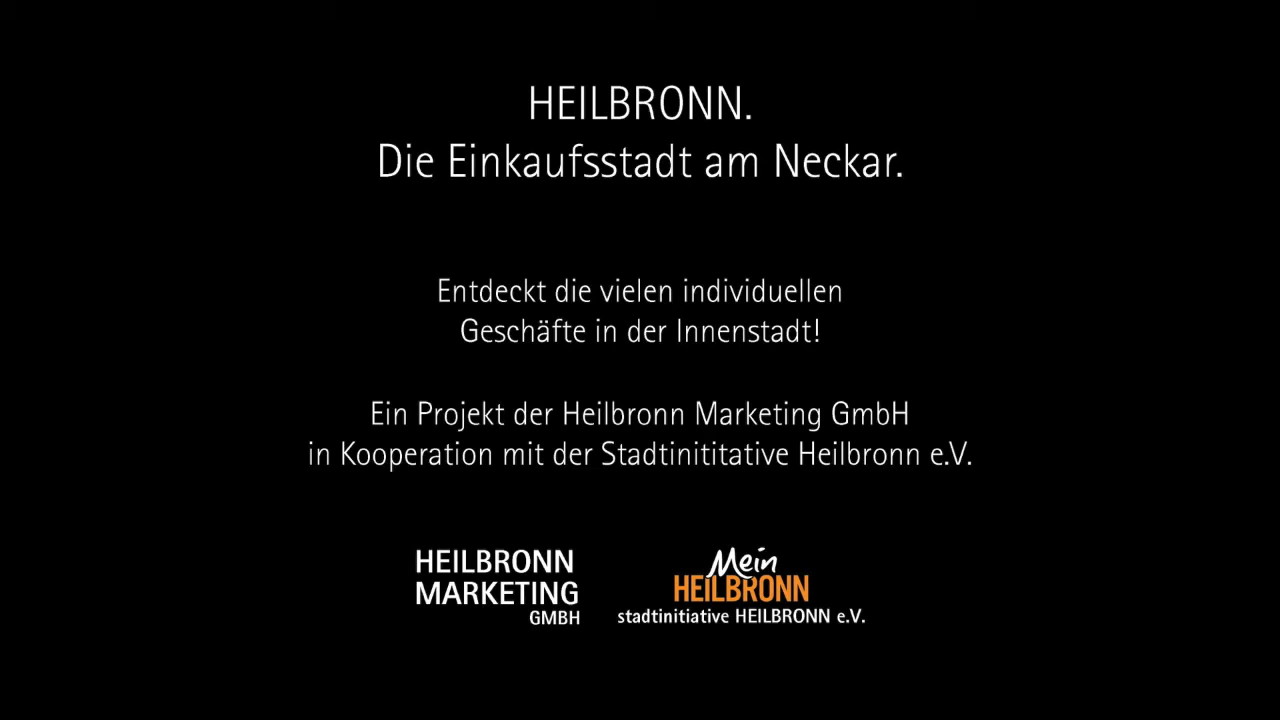 HEILBRONN.
Die Einkaufsstadt am Neckar.
Entdeckt die vielen individuellen
Geschäfte in der Innenstadt!
Ein Projekt der Heilbronn Marketing GmbH
in Kooperation mit der Stadtinititative Heilbronn e.V.
HEILBRONN
MARKETING
GMBH
Mein
HEILBRONN
stadtinitiative HEILBRONN e.V.